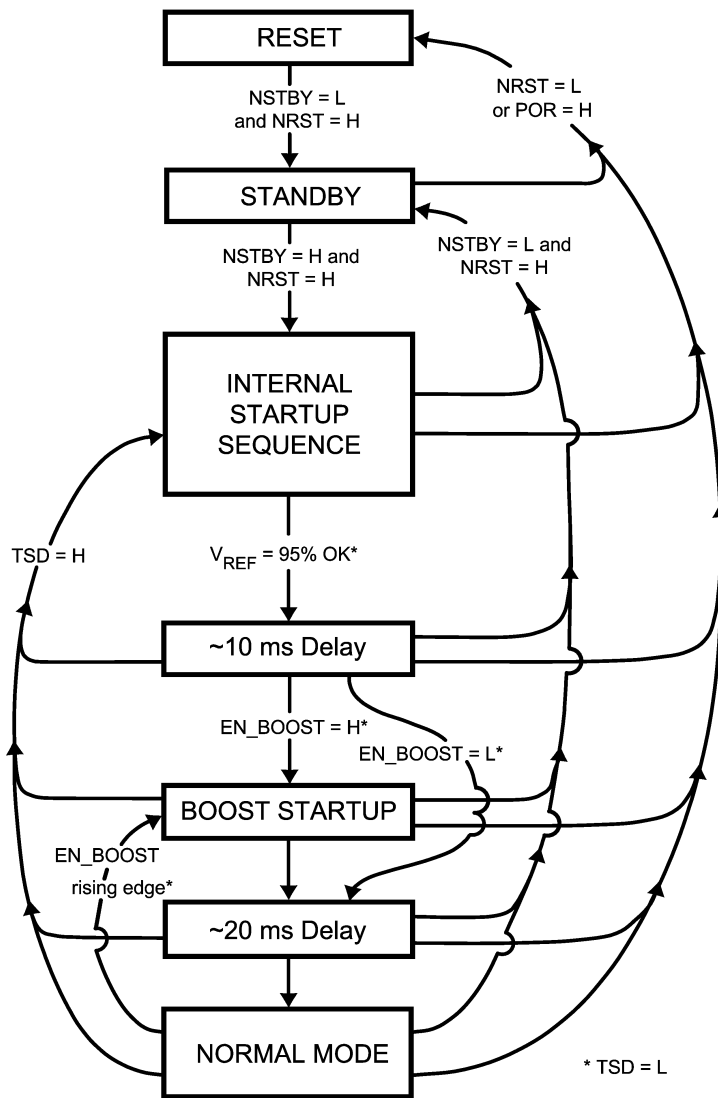 RESET
NSTBY = L
and NRST = H
NRST = L
or POR = H
STANDBY
NSTBY = H and
NRST = H
NSTBY = L and
NRST = H
INTERNAL
STARTUP
SEQUENCE
TSD = H
VREF = 95% OK*
~10 ms Delay
EN_BOOST = H*
EN_BOOST = L*
BOOST STARTUP
EN_BOOST
rising edge*
~20 ms Delay
NORMAL MODE
* TSD = L